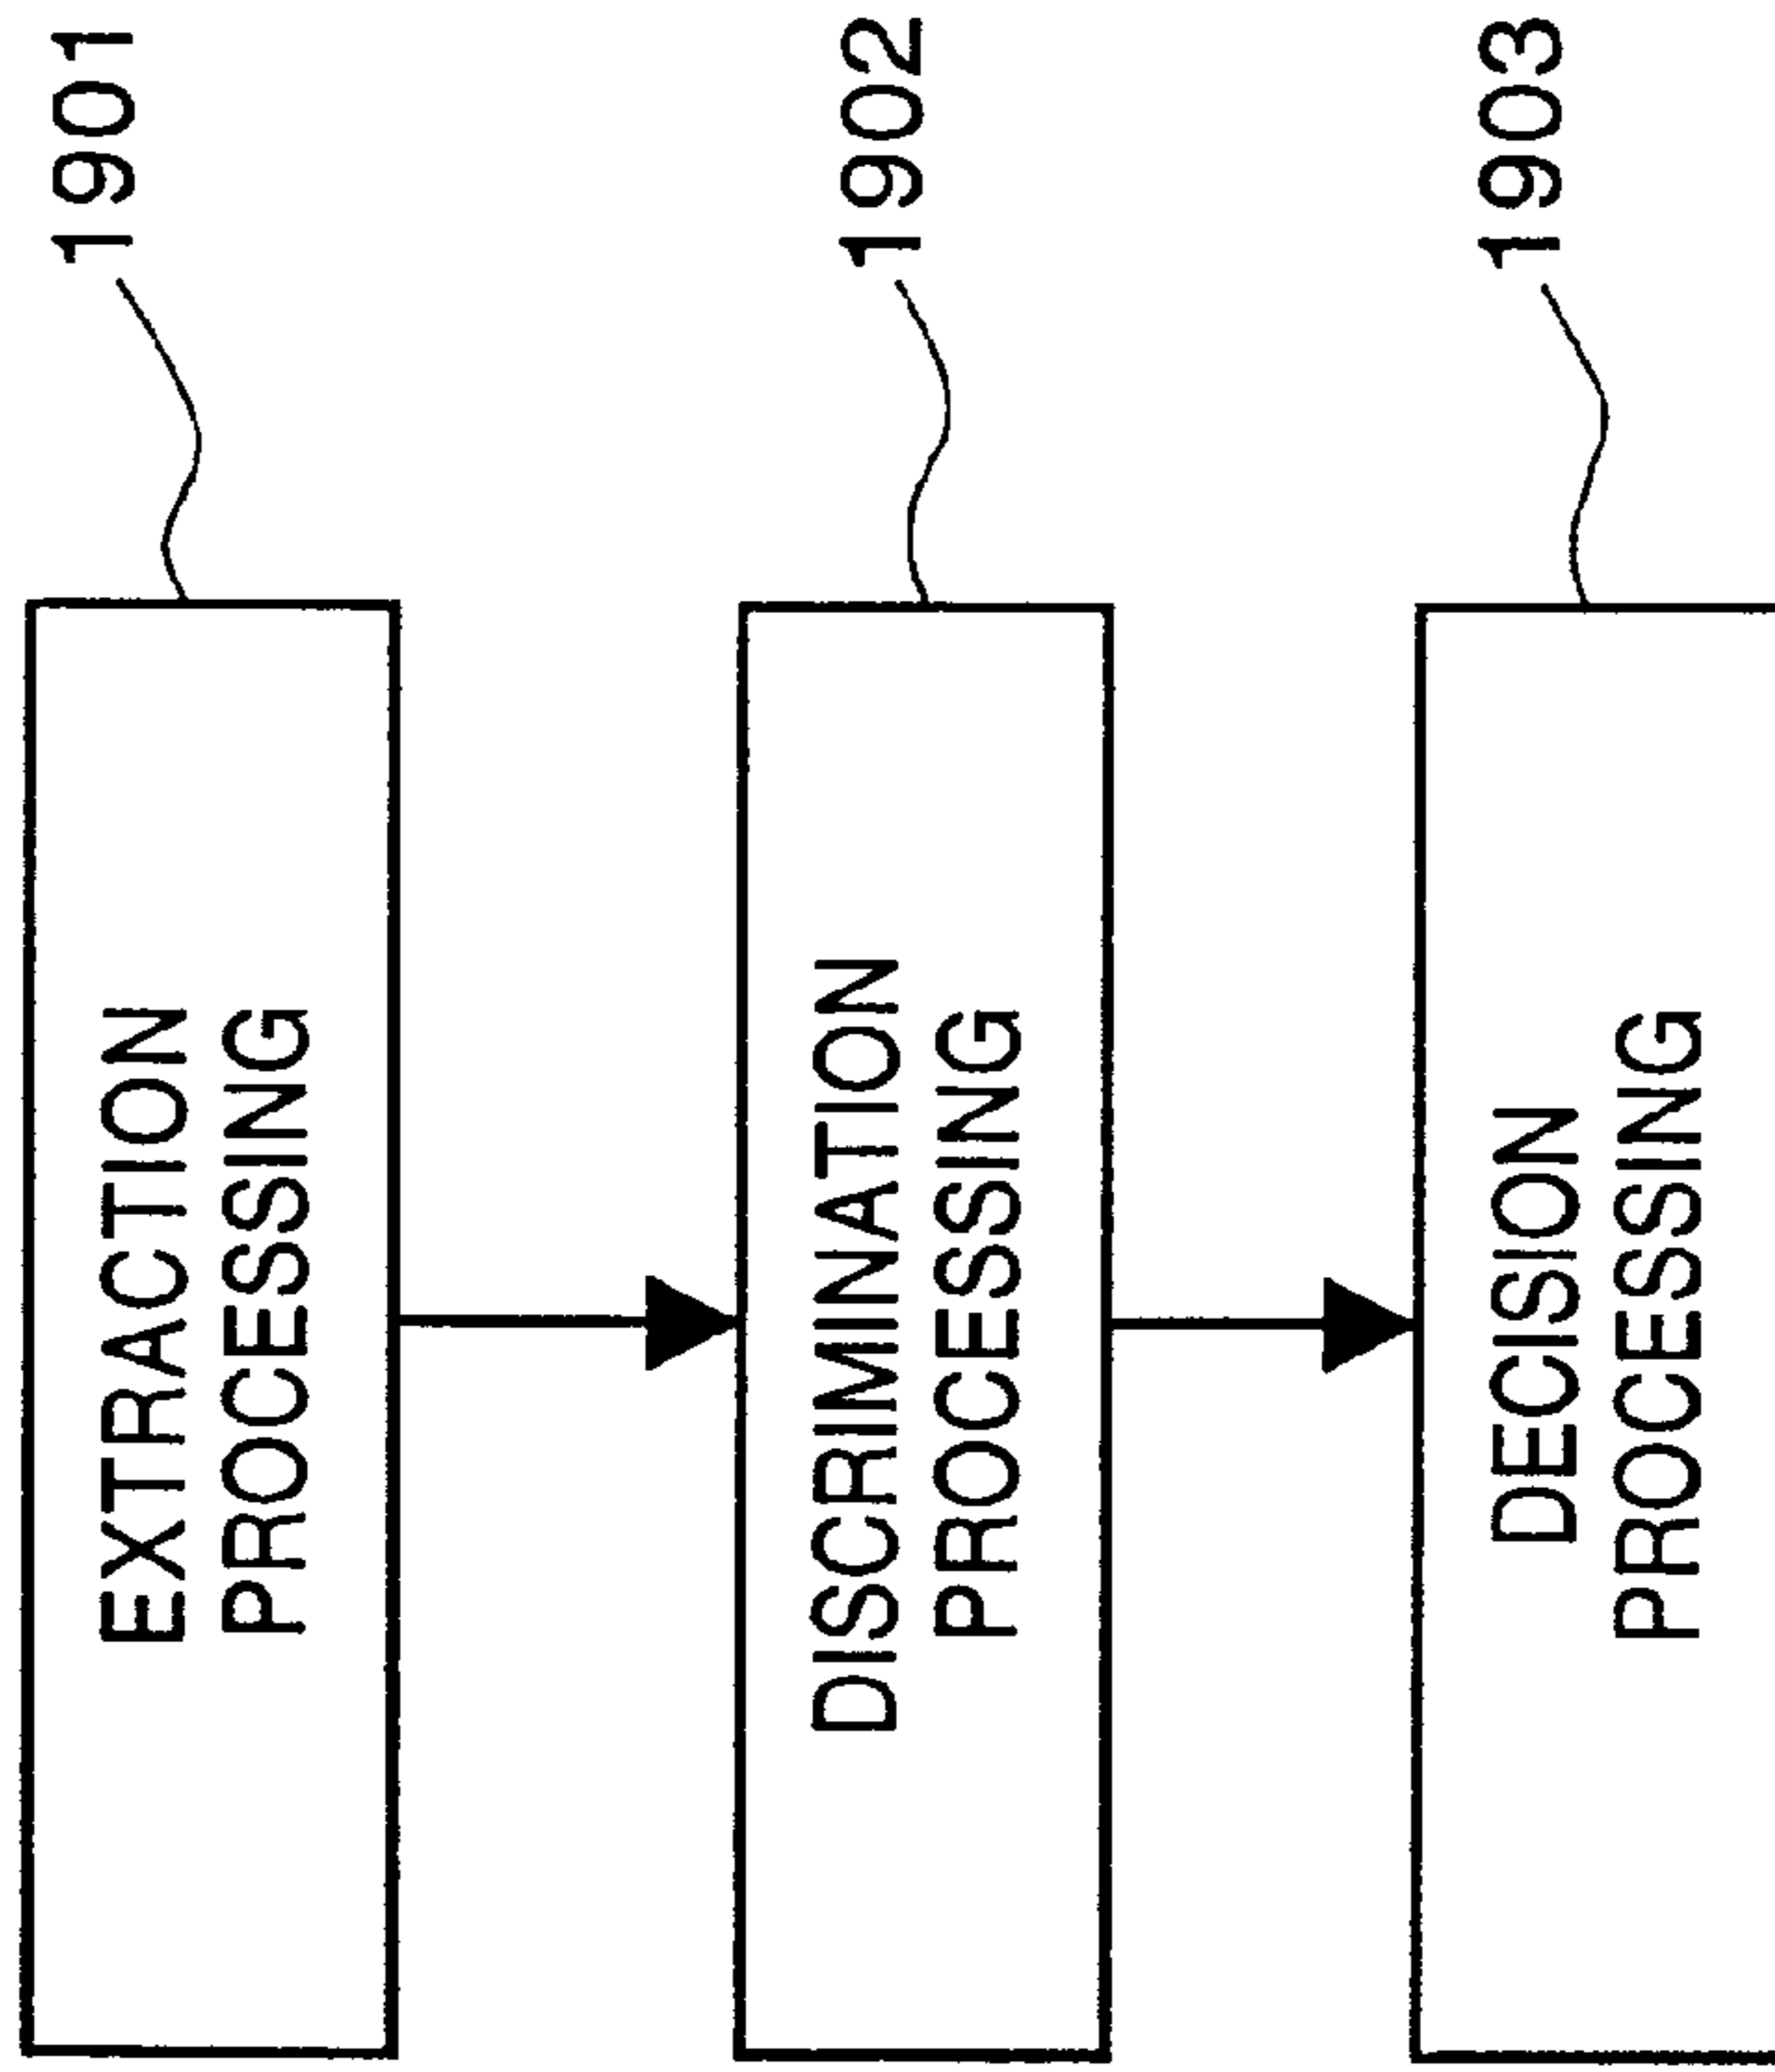 EXTRACTION
PROCESSING
1901
DISCRIMINATION
PROCESSING
1902
DECISION
PROCESSING
1903